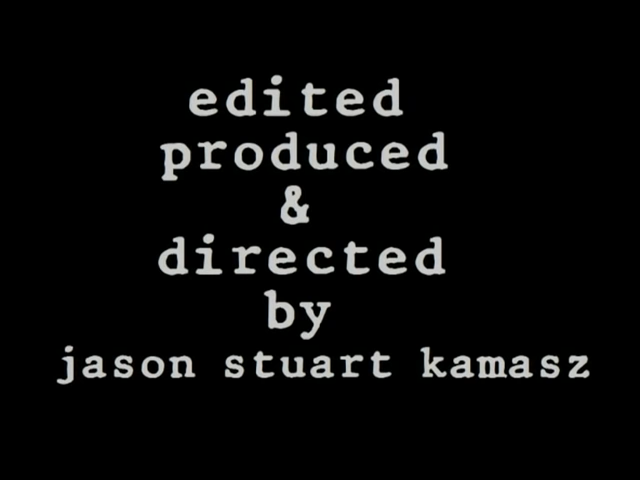 edited
produced
&
directed
by
jason stuart kamasz